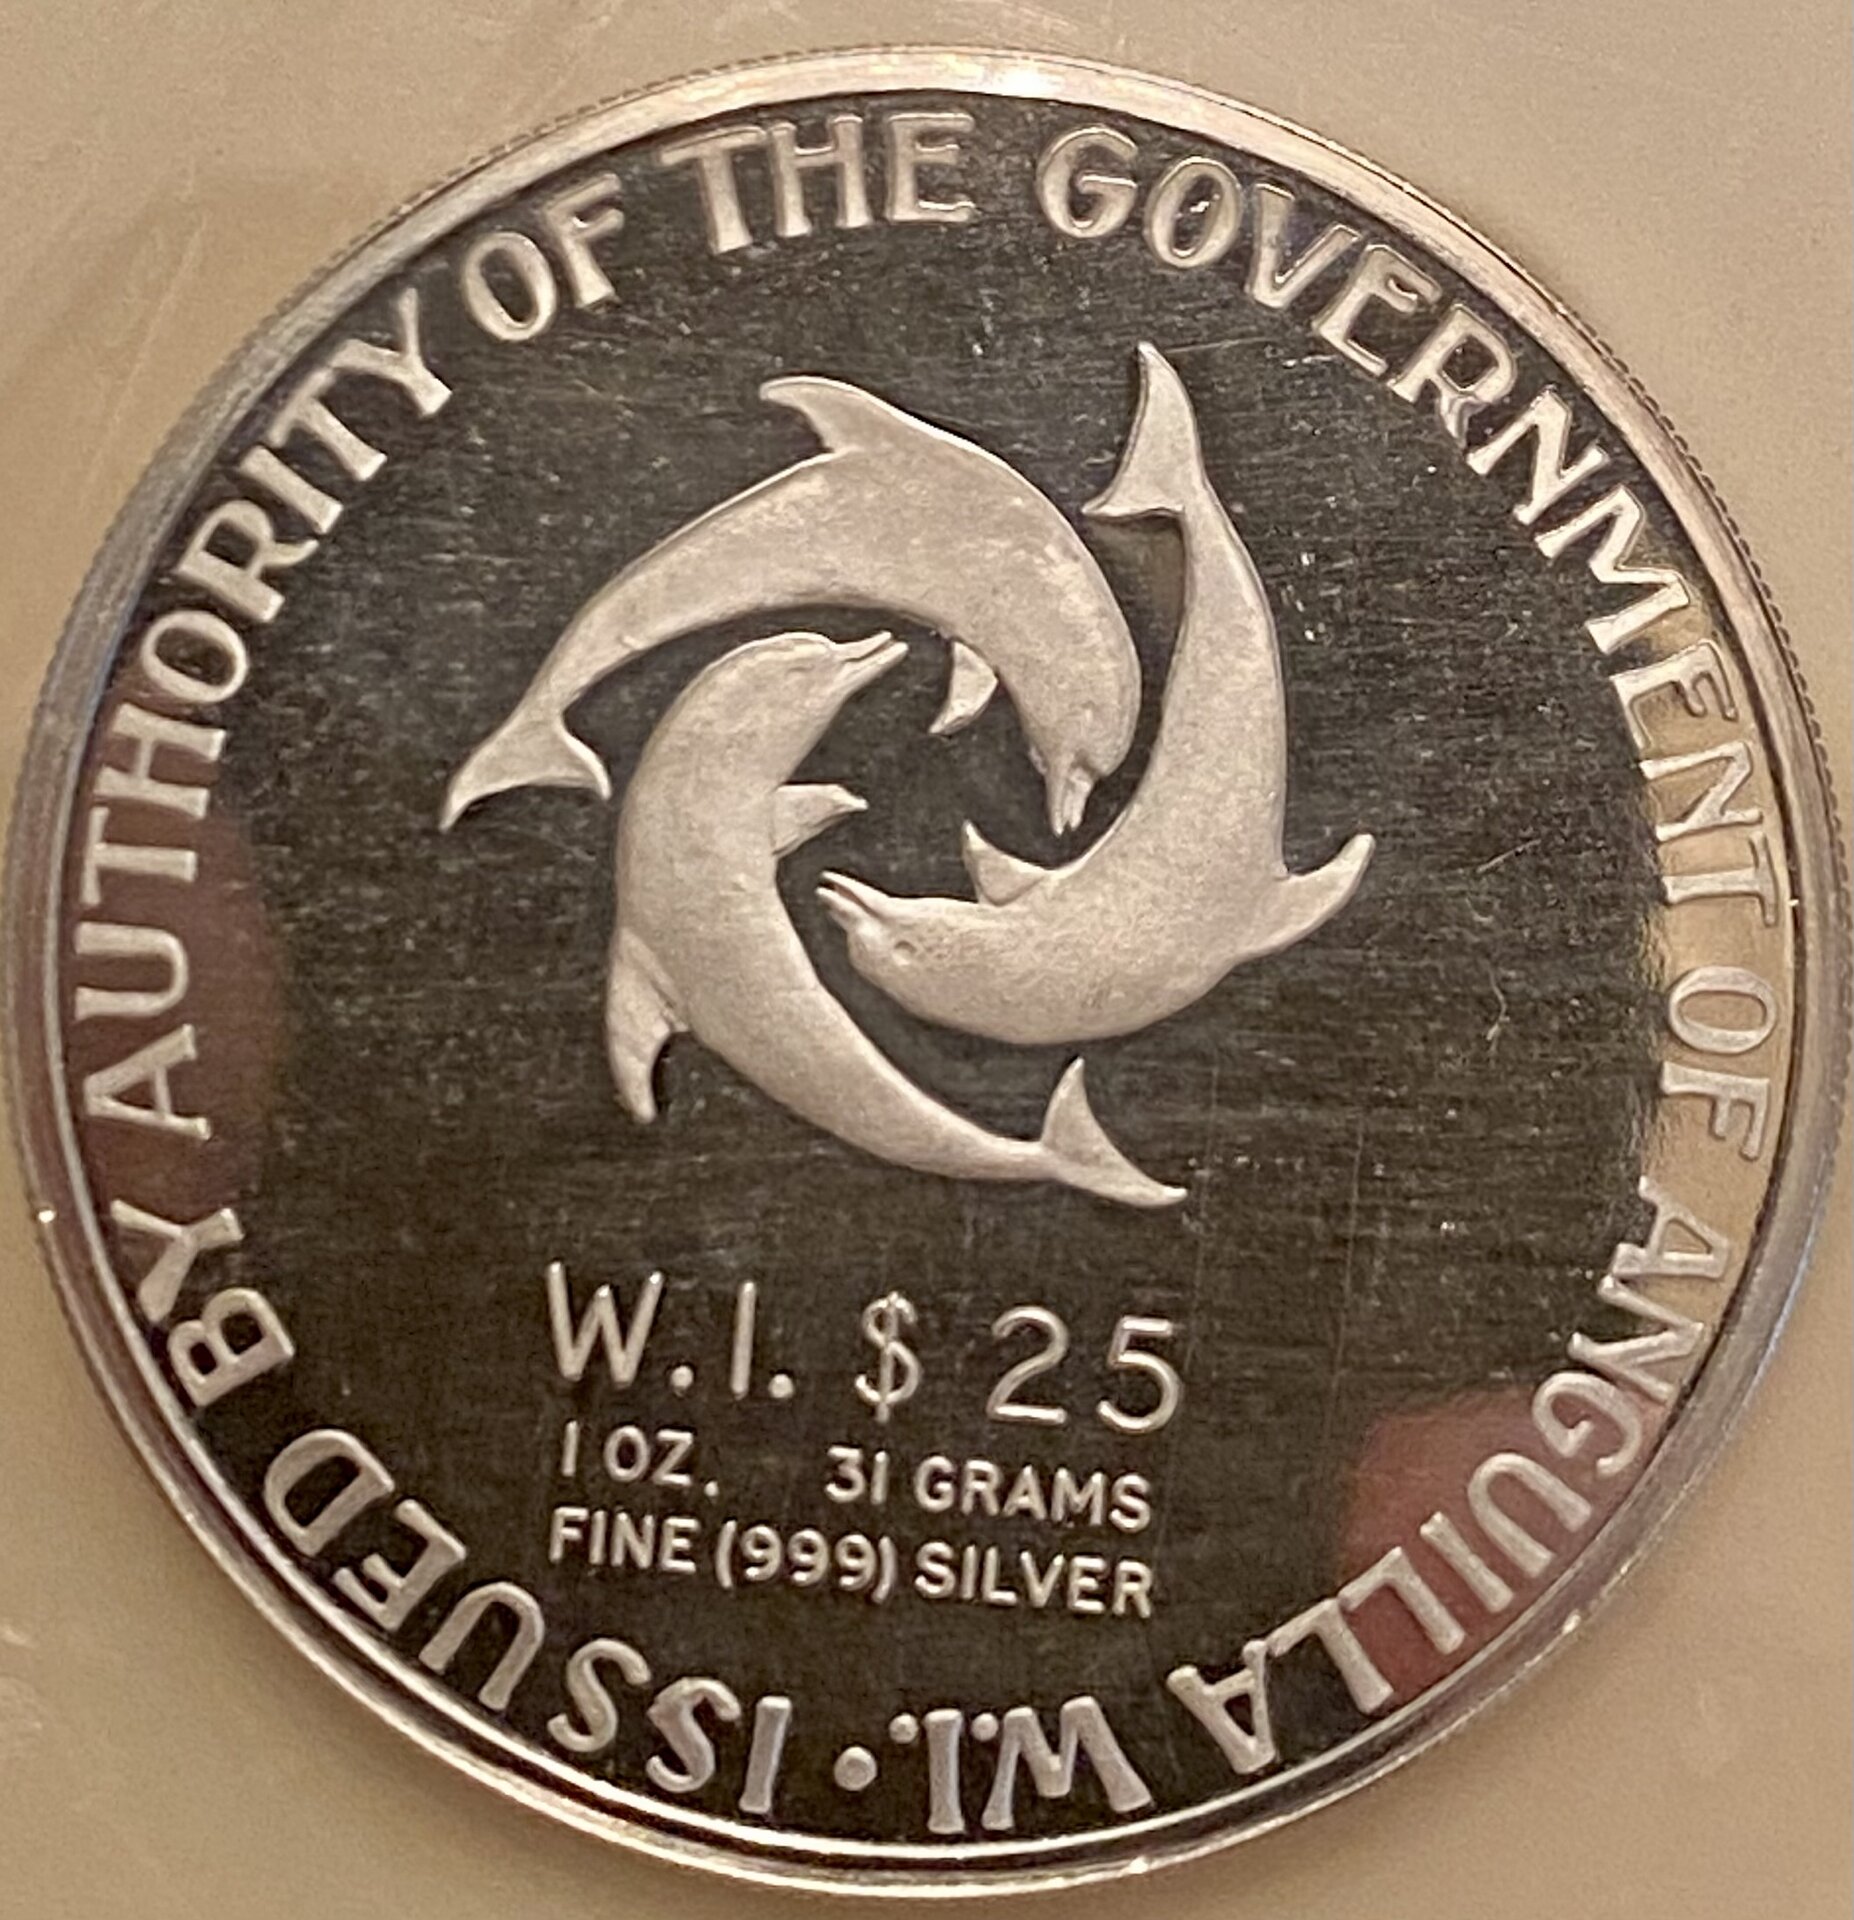 ISSUED BY AUTHORITY OF THE GOVERNMENT OF ANGUILLA W.I. •
W.I. $ 25
1 OZ. 31 GRAMS
FINE (999) SILVER